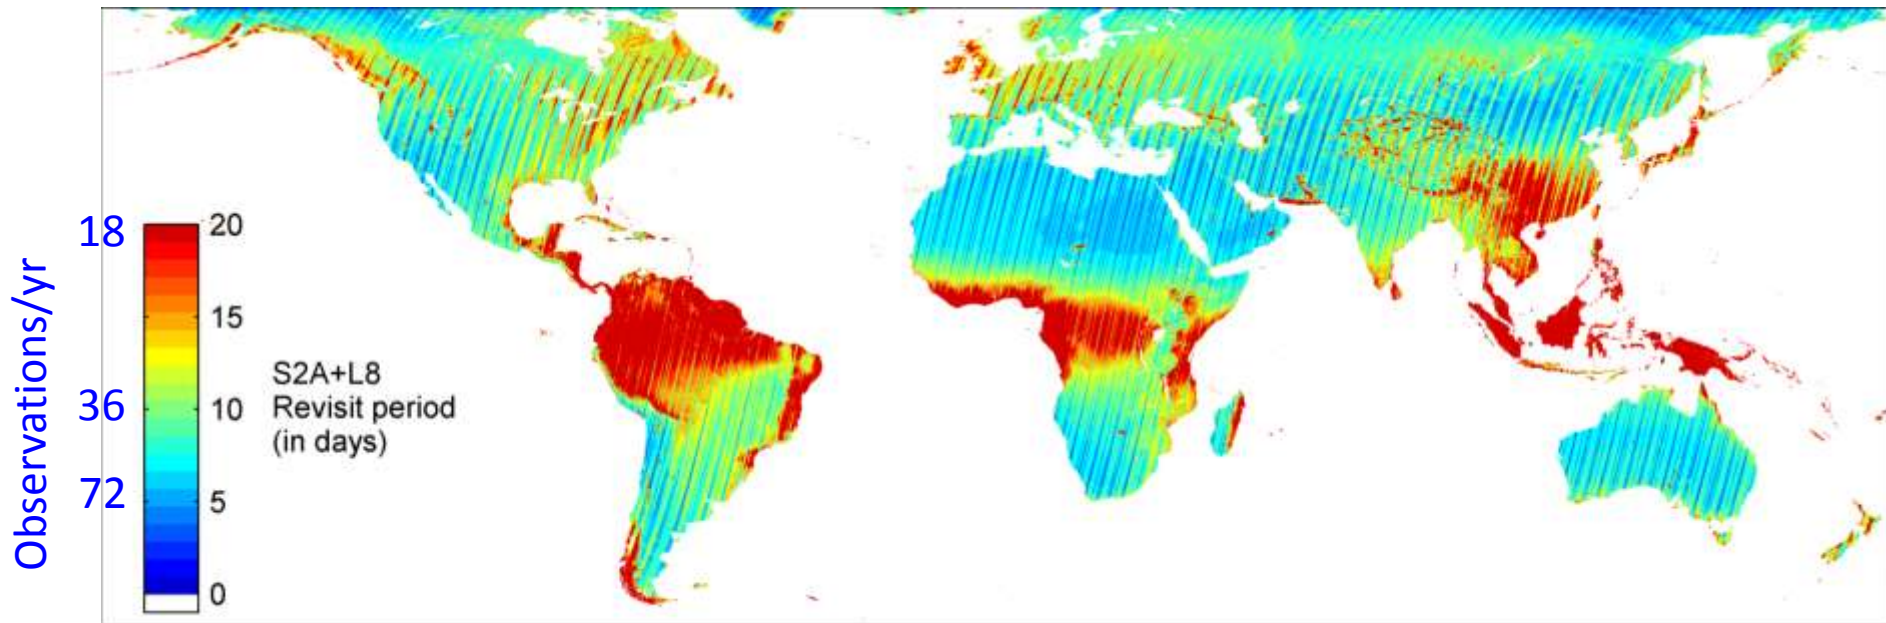 Observations/yr
18
36
72
20
15
10
5
0
S2A+L8
Revisit period
(in days)